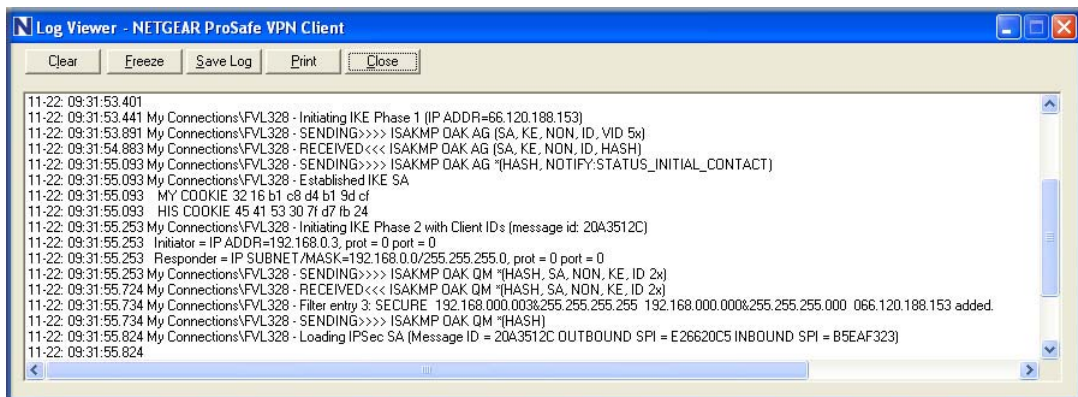 Log Viewer - NETGEAR ProSafe VPN Client
Clear Freeze Save Log Print Close
11-22: 09:31:53.401
11-22: 09:31:53.441 My Connections\FVL328 - Initiating IKE Phase 1 (IP ADDR=66.120.188.153)
11-22: 09:31:53.891 My Connections\FVL328 - SENDING>>>> ISAKMP OAK AG (SA, KE, NON, ID, VID 5x)
11-22: 09:31:54.883 My Connections\FVL328 - RECEIVED<<< ISAKMP OAK AG (SA, KE, NON, ID, HASH)
11-22: 09:31:55.093 My Connections\FVL328 - SENDING>>>> ISAKMP OAK AG *(HASH, NOTIFY:STATUS_INITIAL_CONTACT)
11-22: 09:31:55.093 My Connections\FVL328 - Established IKE SA
11-22: 09:31:55.093 MY COOKIE 32 16 b1 c8 d4 b1 9d cf
11-22: 09:31:55.093 HIS COOKIE 45 41 53 30 7f d7 fb 24
11-22: 09:31:55.253 My Connections\FVL328 - Initiating IKE Phase 2 with Client IDs (message id: 20A3512C)
11-22: 09:31:55.253 Initiator = IP ADDR=192.168.0.3, prot = 0 port = 0
11-22: 09:31:55.253 Responder = IP SUBNET/MASK=192.168.0.0/255.255.255.0, prot = 0 port = 0
11-22: 09:31:55.253 My Connections\FVL328 - SENDING>>>> ISAKMP OAK QM *(HASH, SA, NON, KE, ID 2x)
11-22: 09:31:55.724 My Connections\FVL328 - RECEIVED<<< ISAKMP OAK QM *(HASH, SA, NON, KE, ID 2x)
11-22: 09:31:55.734 My Connections\FVL328 - Filter entry 3: SECURE 192.168.000.003&255.255.255.255 192.168.000.000&255.255.255.000 066.120.188.153 added.
11-22: 09:31:55.734 My Connections\FVL328 - SENDING>>>> ISAKMP OAK QM *(HASH)
11-22: 09:31:55.824 My Connections\FVL328 - Loading IPSec SA (Message ID = 20A3512C OUTBOUND SPI = E26620C5 INBOUND SPI = B5EAF323)
11-22: 09:31:55.824